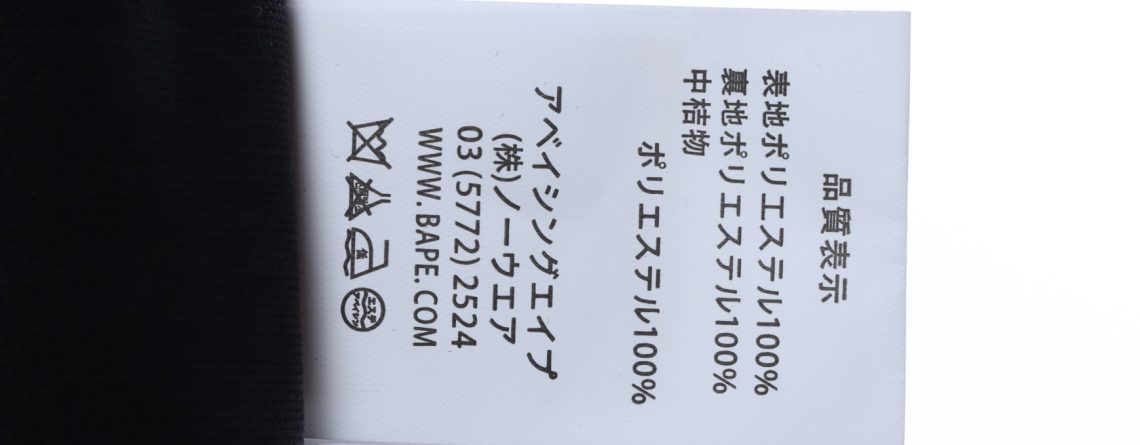 品質表示
表地ポリエステル100%
裏地ポリエステル100%
中桔物
ポリエステル100%
アベイシングエイプ
(株)ノーウエア
03(5772)2524
WWW.BAPE.COM